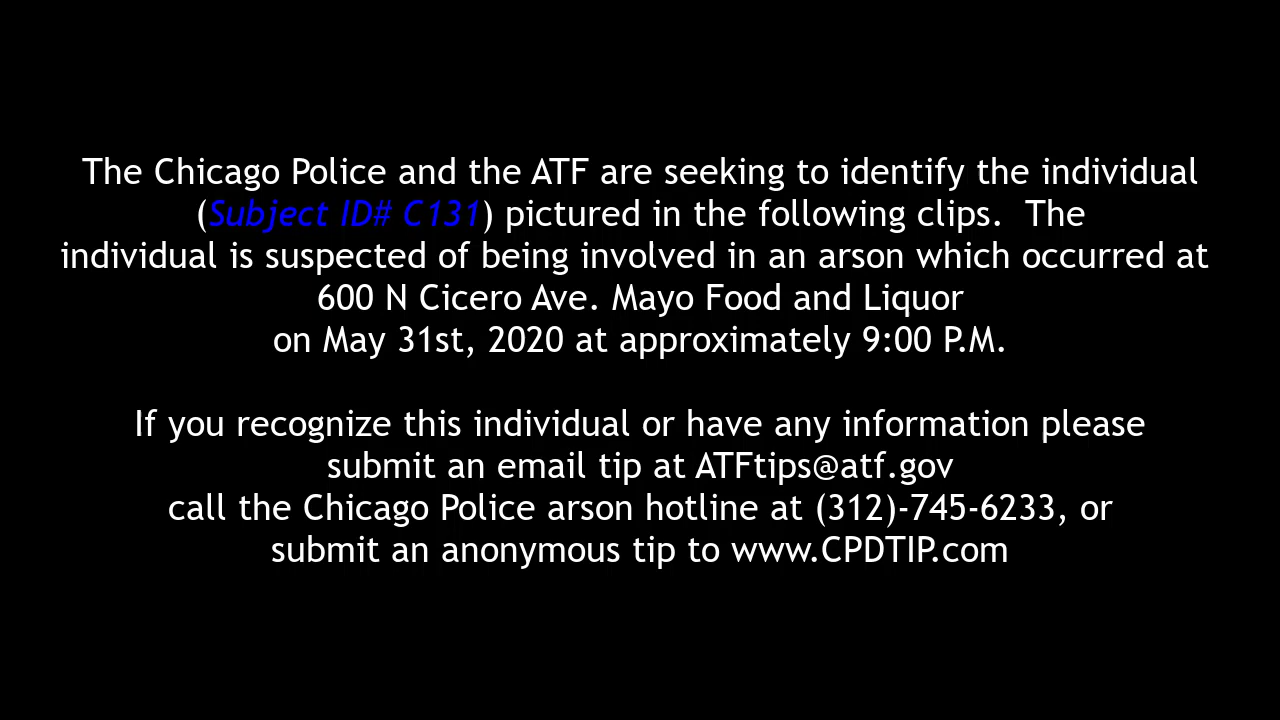 The Chicago Police and the ATF are seeking to identify the individual
(Subject ID# C131) pictured in the following clips.  The
individual is suspected of being involved in an arson which occurred at
600 N Cicero Ave. Mayo Food and Liquor
on May 31st, 2020 at approximately 9:00 P.M.
If you recognize this individual or have any information please
submit an email tip at ATFtips@atf.gov
call the Chicago Police arson hotline at (312)-745-6233, or
submit an anonymous tip to www.CPDTIP.com